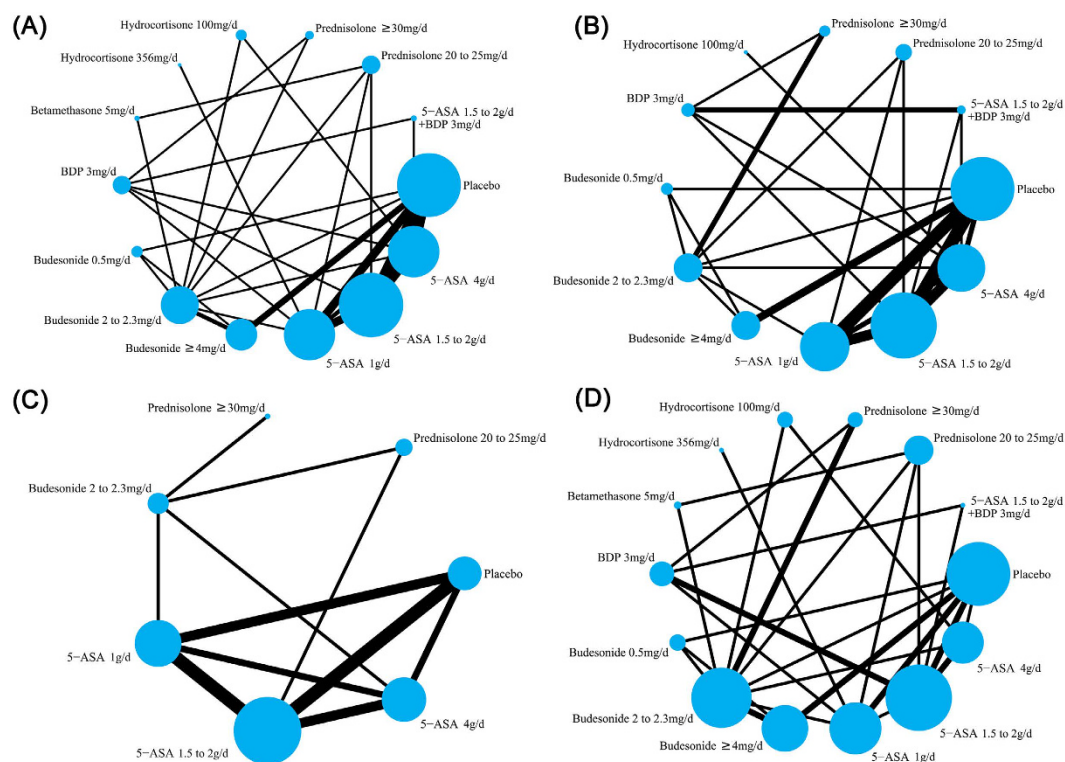 (A)
Hydrocortisone 100mg/d
Prednisolone ≥30mg/d
Hydrocortisone 356mg/d
Prednisolone 20 to 25mg/d
Betamethasone 5mg/d
5−ASA 1.5 to 2g/d
+BDP 3mg/d
BDP 3mg/d
Placebo
Budesonide 0.5mg/d
5−ASA 4g/d
Budesonide 2 to 2.3mg/d
5−ASA 1.5 to 2g/d
Budesonide ≥4mg/d
5−ASA 1g/d
(B)
Prednisolone ≥30mg/d
Hydrocortisone 100mg/d
Prednisolone 20 to 25mg/d
BDP 3mg/d
5−ASA 1.5 to 2g/d
+BDP 3mg/d
Budesonide 0.5mg/d
Placebo
Budesonide 2 to 2.3mg/d
5−ASA 4g/d
Budesonide ≥4mg/d
5−ASA 1.5 to 2g/d
5−ASA 1g/d
(C)
Prednisolone ≥30mg/d
Prednisolone 20 to 25mg/d
Budesonide 2 to 2.3mg/d
Placebo
5−ASA 1g/d
5−ASA 4g/d
5−ASA 1.5 to 2g/d
(D)
Hydrocortisone 100mg/d
Prednisolone ≥30mg/d
Hydrocortisone 356mg/d
Prednisolone 20 to 25mg/d
Betamethasone 5mg/d
5−ASA 1.5 to 2g/d
+BDP 3mg/d
BDP 3mg/d
Placebo
Budesonide 0.5mg/d
5−ASA 4g/d
Budesonide 2 to 2.3mg/d
5−ASA 1.5 to 2g/d
Budesonide ≥4mg/d
5−ASA 1g/d